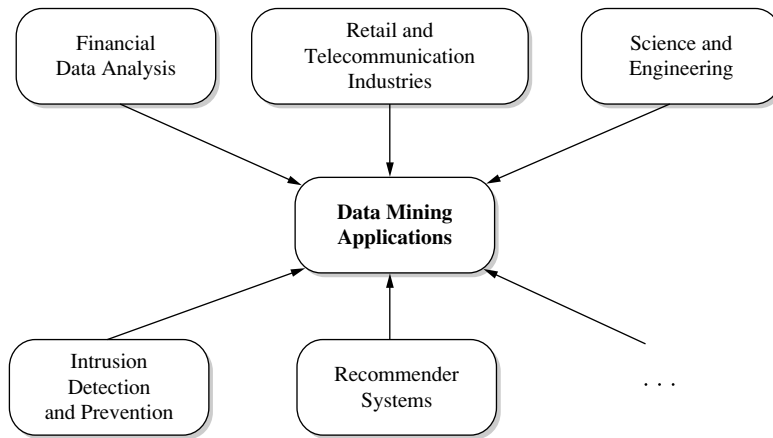 Financial
Data Analysis
Retail and
Telecommunication
Industries
Science and
Engineering
Data Mining
Applications
Intrusion
Detection
and Prevention
Recommender
Systems
. . .